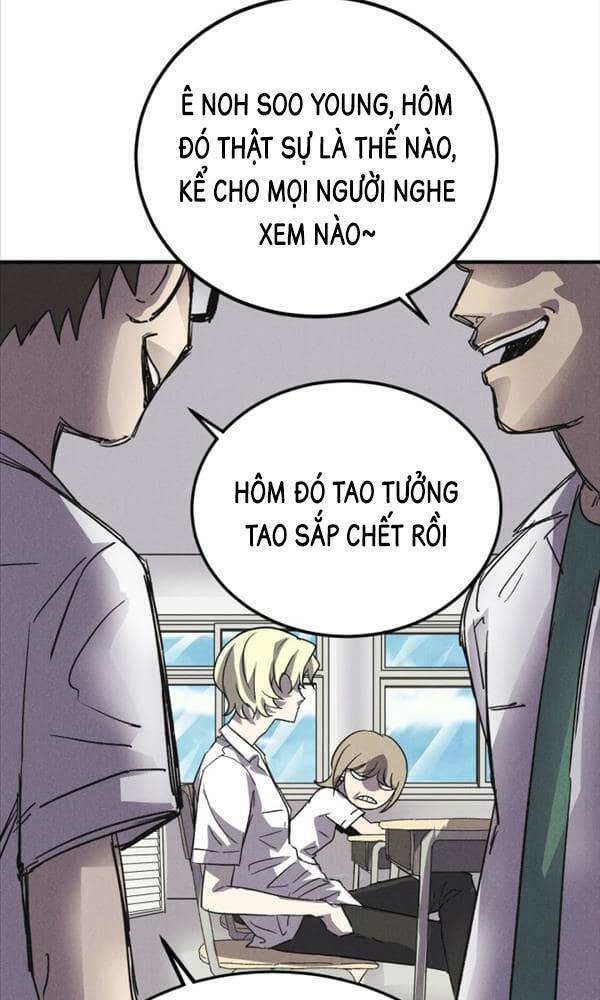 Ê NOH SOO YOUNG, HÔM
ĐÓ THẬT SỰ LÀ THẾ NÀO,
KỂ CHO MỌI NGƯỜI NGHE
XEM NÀO~
HÔM ĐÓ TAO TƯỞNG
TAO SẮP CHẾT RỒI